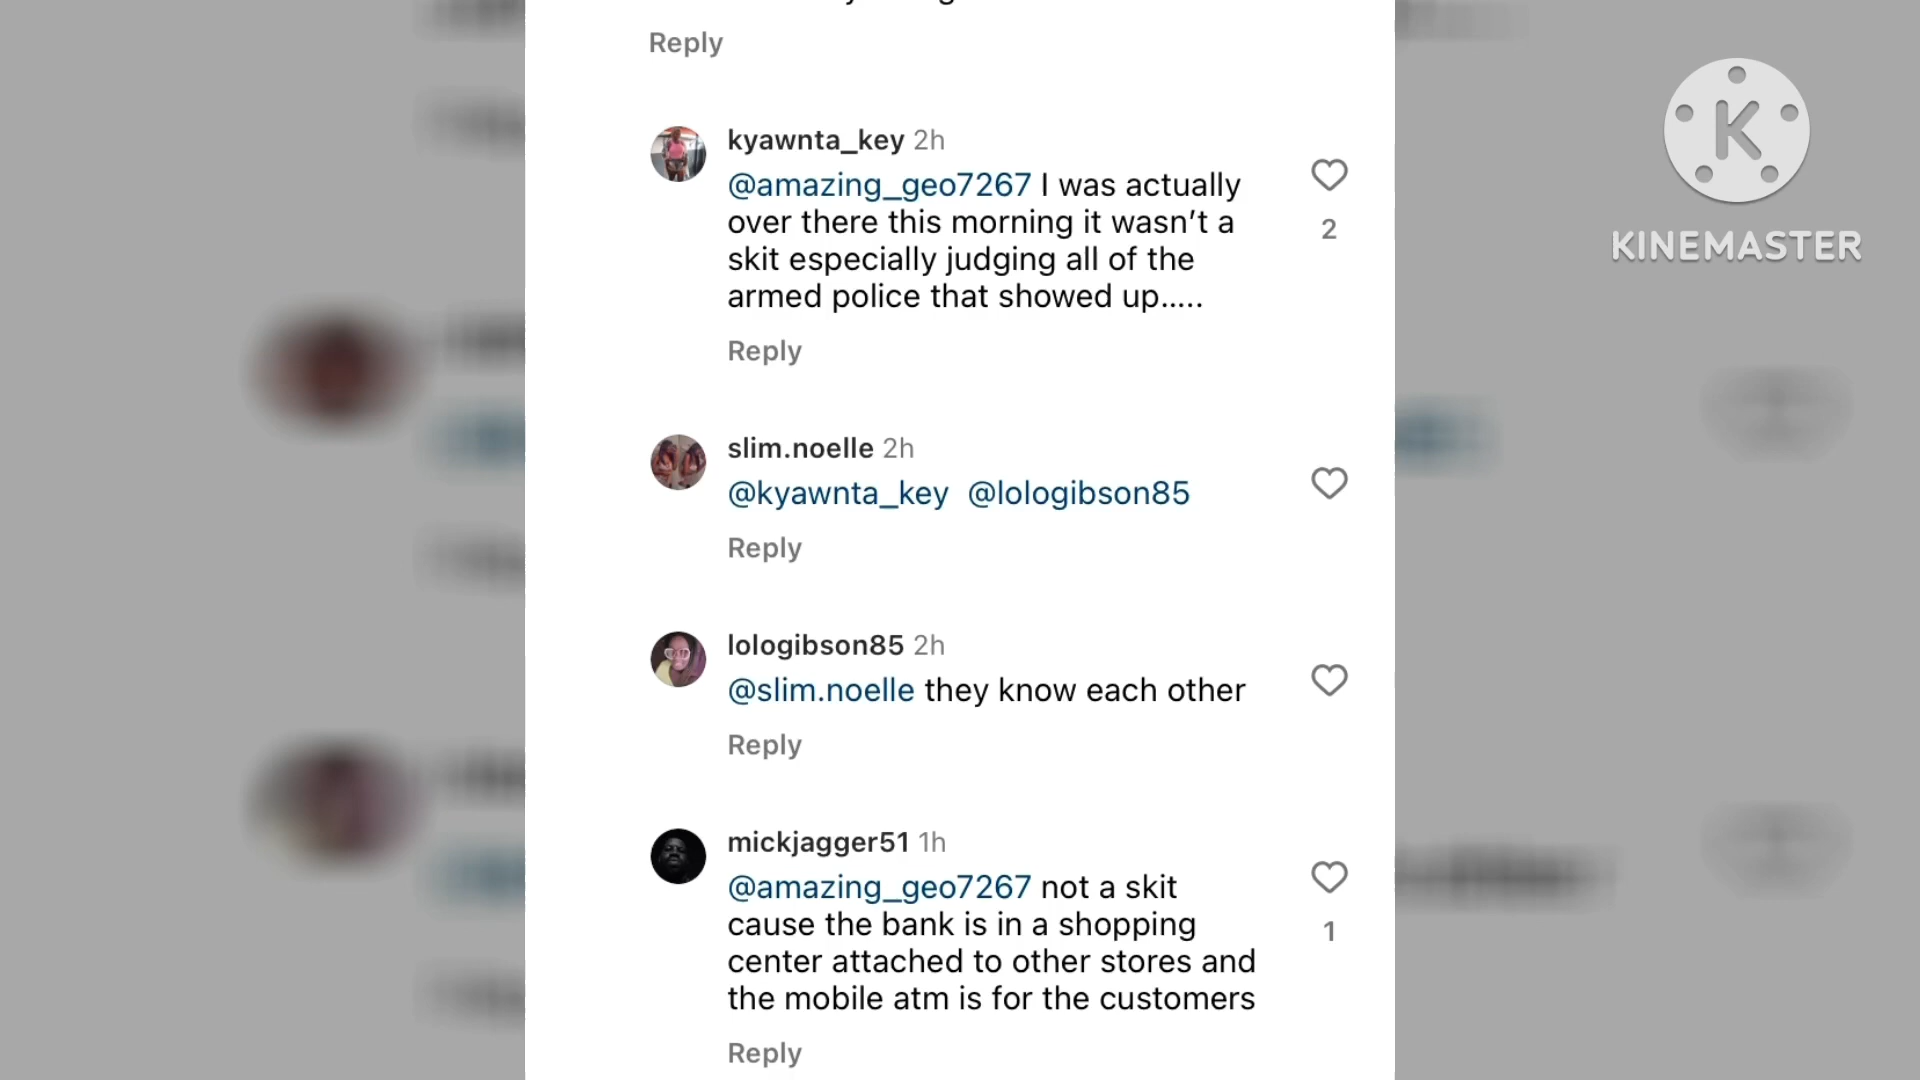 Reply
kyawnta_key 2h
@amazing_geo7267 I was actually
over there this morning it wasn’t a
skit especially judging all of the
armed police that showed up.....
2
Reply
slim.noelle 2h
@kyawnta_key @lologibson85
Reply
lologibson85 2h
@slim.noelle they know each other
Reply
mickjagger51 1h
@amazing_geo7267 not a skit
cause the bank is in a shopping
center attached to other stores and
the mobile atm is for the customers
1
Reply
K
KINEMASTER